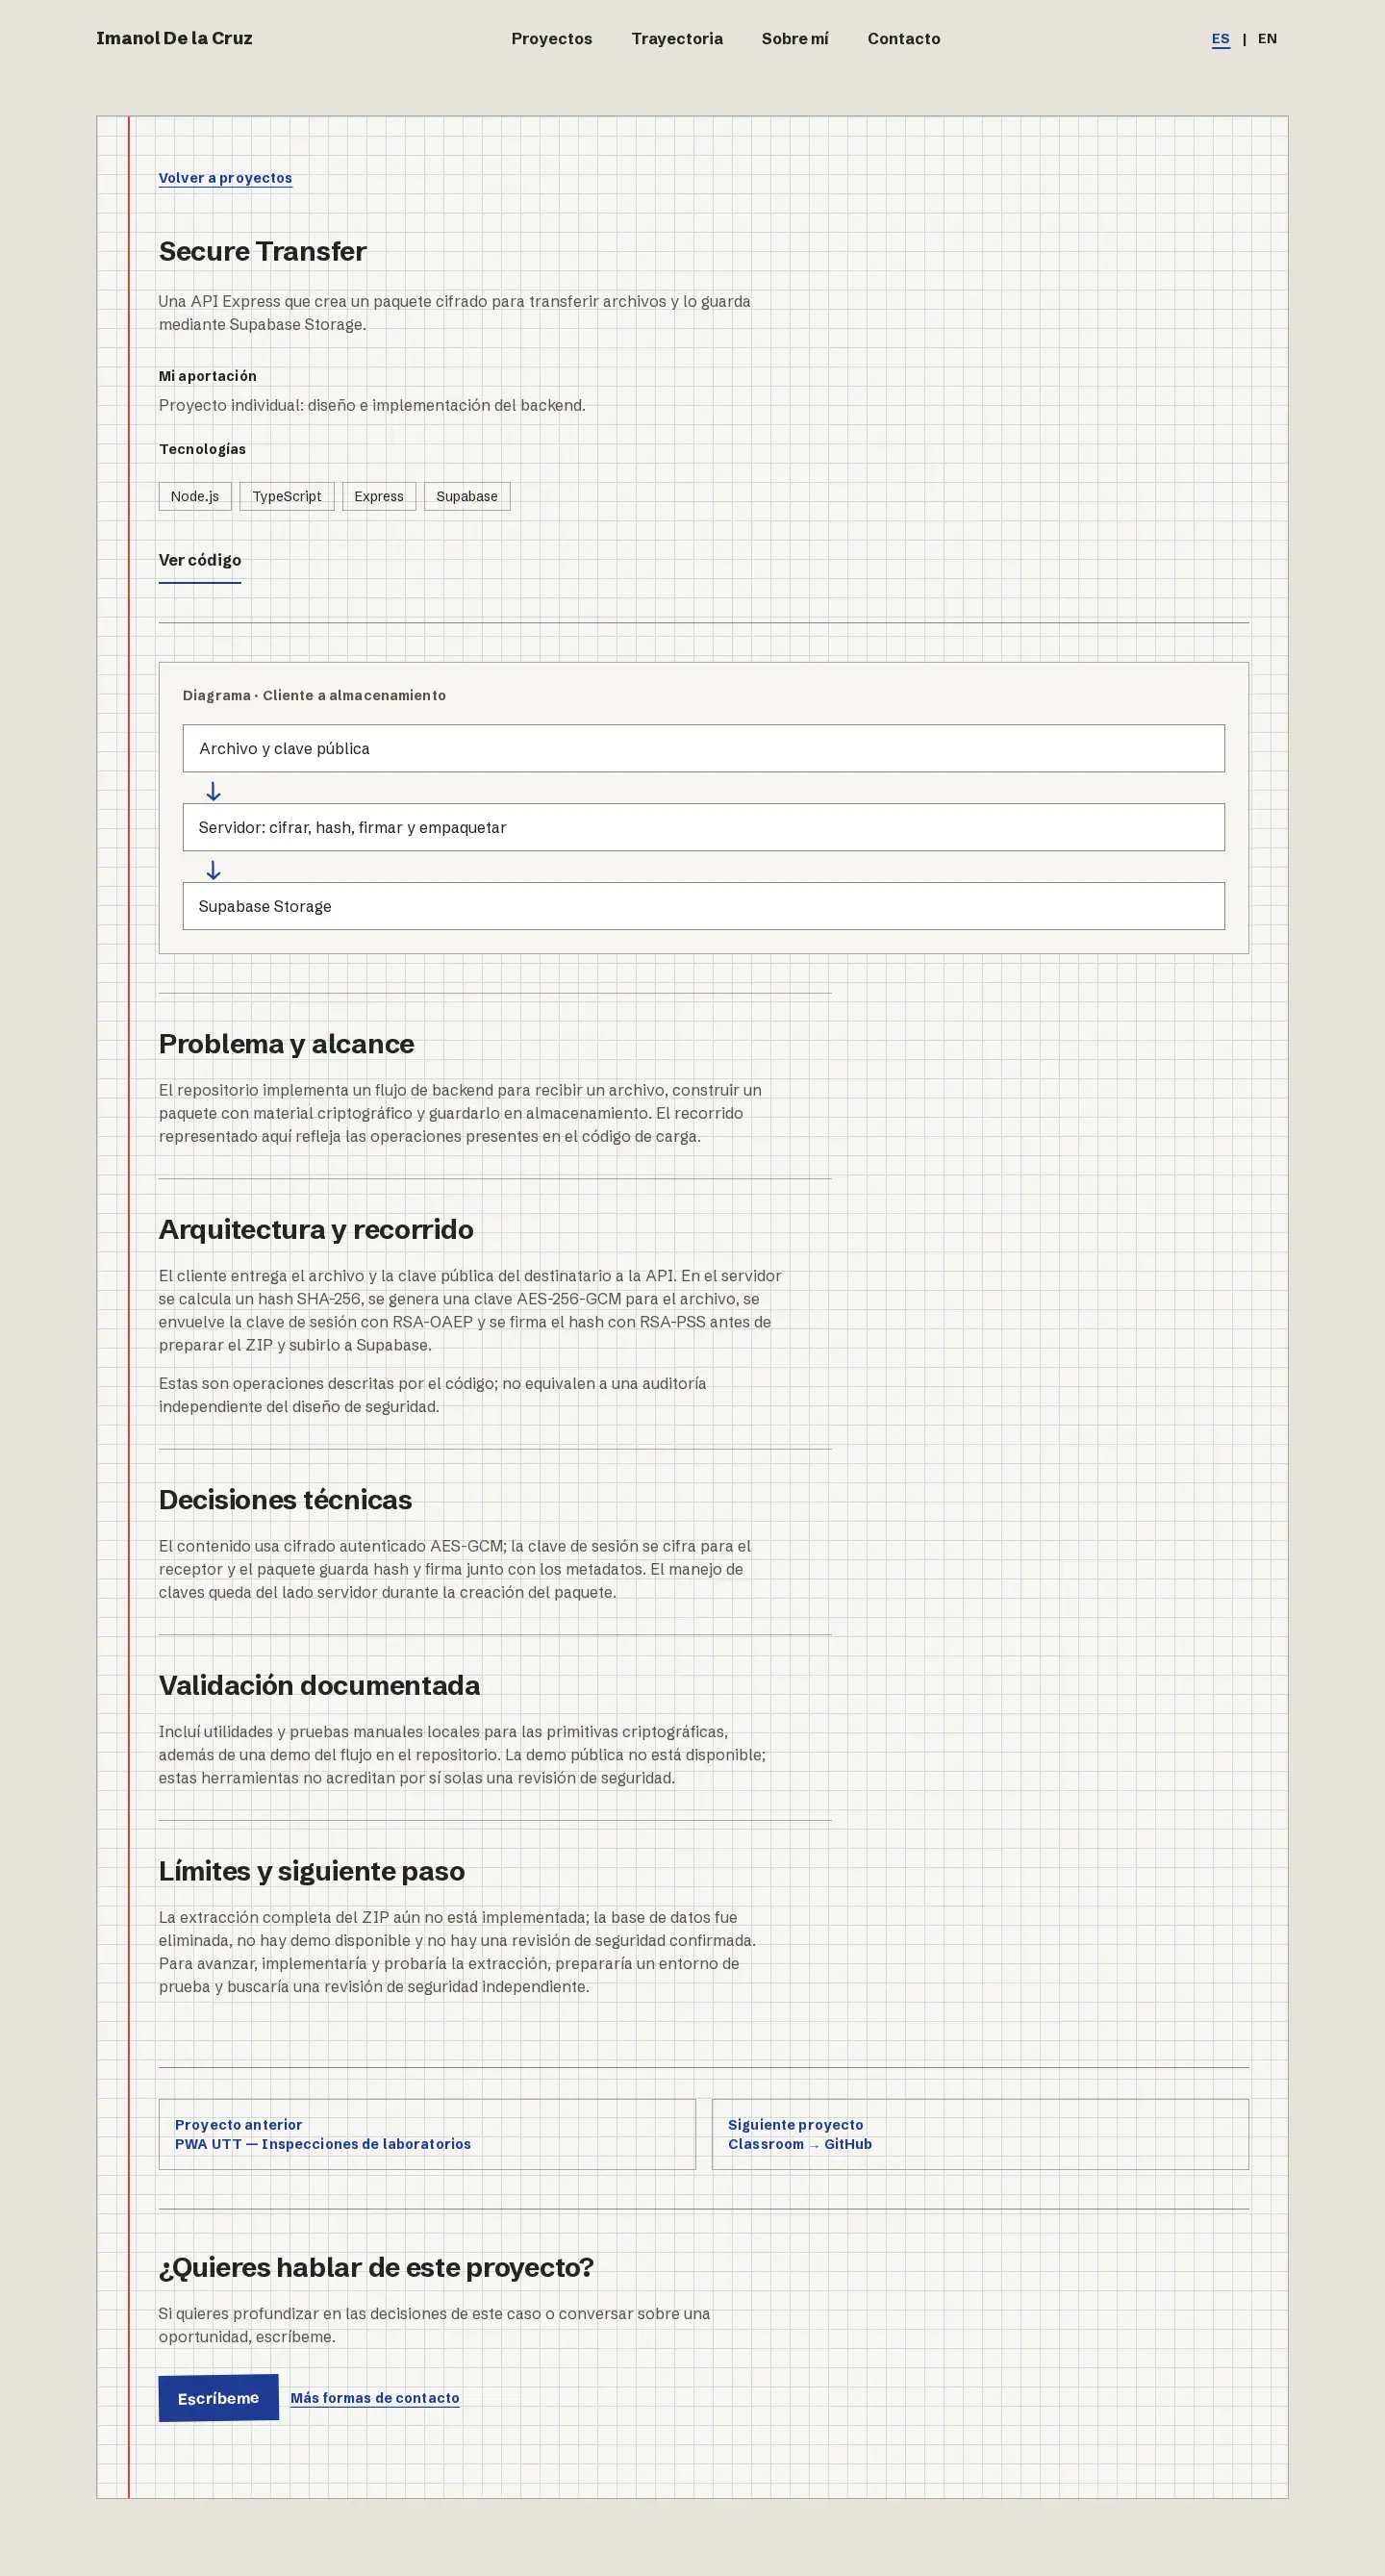 Imanol De la Cruz
Proyectos
Trayectoria
Sobre mí
Contacto
ES | EN
Volver a proyectos
Secure Transfer
Una API Express que crea un paquete cifrado para transferir archivos y lo guarda
mediante Supabase Storage.
Mi aportación
Proyecto individual: diseño e implementación del backend.
Tecnologías
Node.js
TypeScript
Express
Supabase
Ver código
Diagrama · Cliente a almacenamiento
Archivo y clave pública
↓
Servidor: cifrar, hash, firmar y empaquetar
↓
Supabase Storage
Problema y alcance
El repositorio implementa un flujo de backend para recibir un archivo, construir un
paquete con material criptográfico y guardarlo en almacenamiento. El recorrido
representado aquí refleja las operaciones presentes en el código de carga.
Arquitectura y recorrido
El cliente entrega el archivo y la clave pública del destinatario a la API. En el servidor
se calcula un hash SHA-256, se genera una clave AES-256-GCM para el archivo, se
envuelve la clave de sesión con RSA-OAEP y se firma el hash con RSA-PSS antes de
preparar el ZIP y subirlo a Supabase.
Estas son operaciones descritas por el código; no equivalen a una auditoría
independiente del diseño de seguridad.
Decisiones técnicas
El contenido usa cifrado autenticado AES-GCM; la clave de sesión se cifra para el
receptor y el paquete guarda hash y firma junto con los metadatos. El manejo de
claves queda del lado servidor durante la creación del paquete.
Validación documentada
Incluí utilidades y pruebas manuales locales para las primitivas criptográficas,
además de una demo del flujo en el repositorio. La demo pública no está disponible;
estas herramientas no acreditan por sí solas una revisión de seguridad.
Límites y siguiente paso
La extracción completa del ZIP aún no está implementada; la base de datos fue
eliminada, no hay demo disponible y no hay una revisión de seguridad confirmada.
Para avanzar, implementaría y probaría la extracción, prepararía un entorno de
prueba y buscaría una revisión de seguridad independiente.
Proyecto anterior
PWA UTT — Inspecciones de laboratorios
Siguiente proyecto
Classroom → GitHub
¿Quieres hablar de este proyecto?
Si quieres profundizar en las decisiones de este caso o conversar sobre una
oportunidad, escríbeme.
Escríbeme
Más formas de contacto